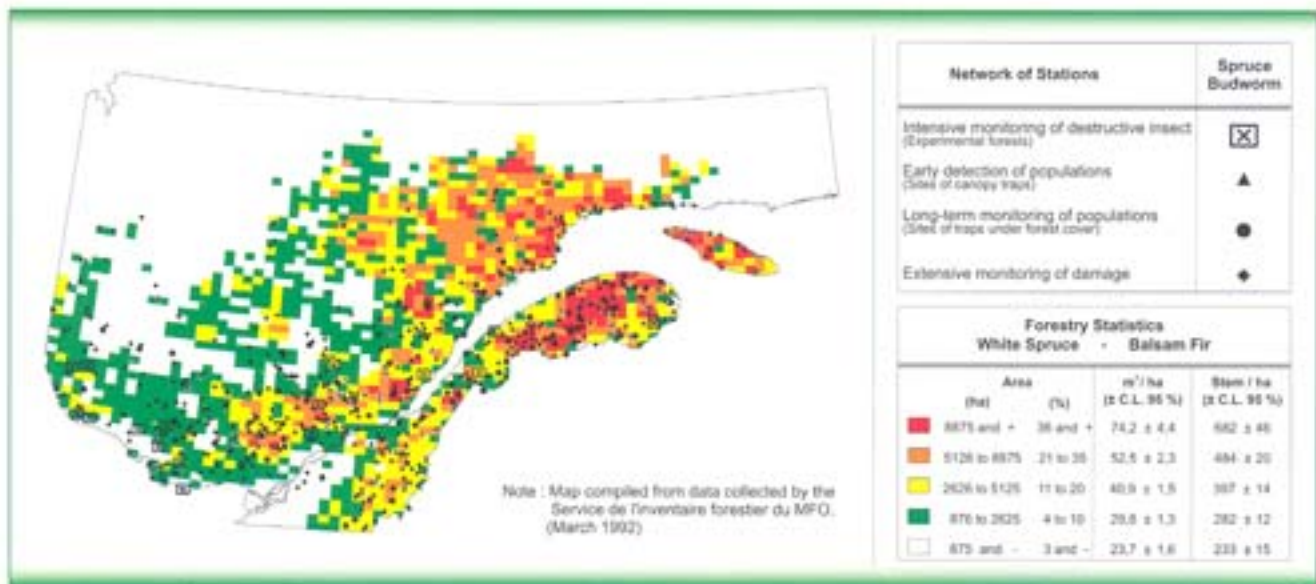 Network of Stations
Spruce
Budworm
Intensive monitoring of destructive insect
(Experimental forests)
Early detection of populations
(Sites of canopy traps)
Long-term monitoring of populations
(Sites of traps under forest cover)
Extensive monitoring of damage
Forestry Statistics
White Spruce - Balsam Fir
Area
(ha) (%)
m³/ ha
(± C.L. 95 %)
Stem / ha
(± C.L. 95 %)
8875 and + 36 and + 74,2 ± 4,4 682 ± 46
5126 to 8875 21 to 35 52,5 ± 2,3 484 ± 20
2626 to 5125 11 to 20 40,9 ± 1,5 ± 14
876 to 2625 4 to 10 29,8 ± 1,3 282 ± 12
875 and - 3 and - 23,7 ± 1,6 233 ± 15
Note : Map compiled from data collected by the
Service de l'inventaire forestier du MFO.
(March 1992)